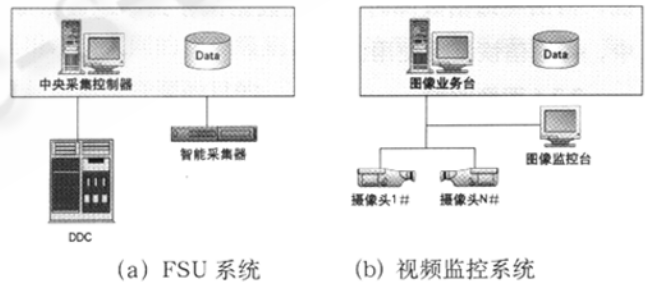 Data
中央采集控制器
智能采集器
DDC
(a) FSU 系统
Data
图像业务台
图像监控台
摄像头1#
摄像头N#
(b) 视频监控系统